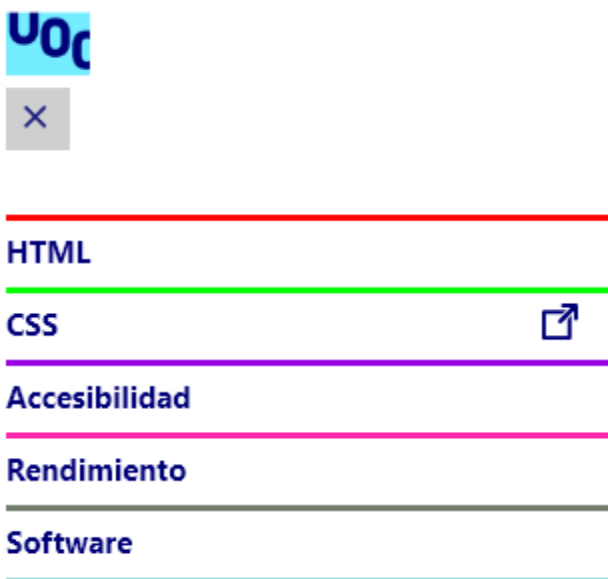 UOC
HTML
CSS
Accesibilidad
Rendimiento
Software